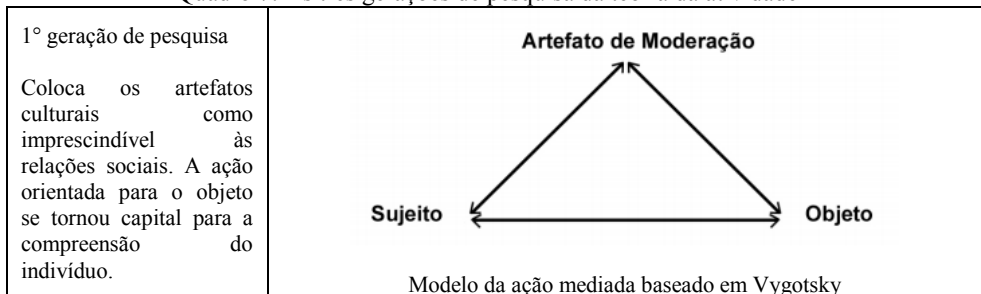 1° geração de pesquisa
Coloca os artefatos
culturais como
imprescindível às
relações sociais. A ação
orientada para o objeto
se tornou capital para a
compreensão do
indivíduo.
Artefato de Moderação
Sujeito
Objeto
Modelo da ação mediada baseado em Vygotsky